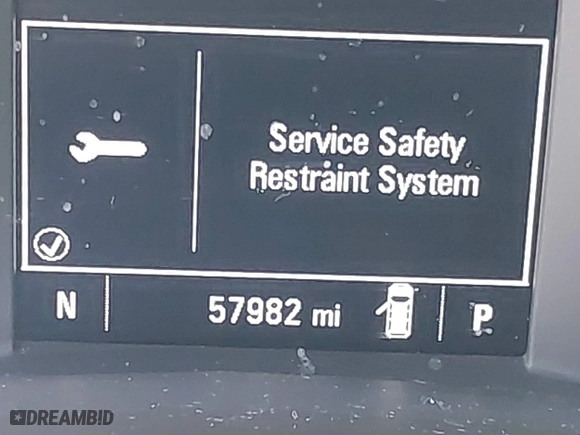 Service Safety
Restraint System
N 57982 mi P
DREAMBID